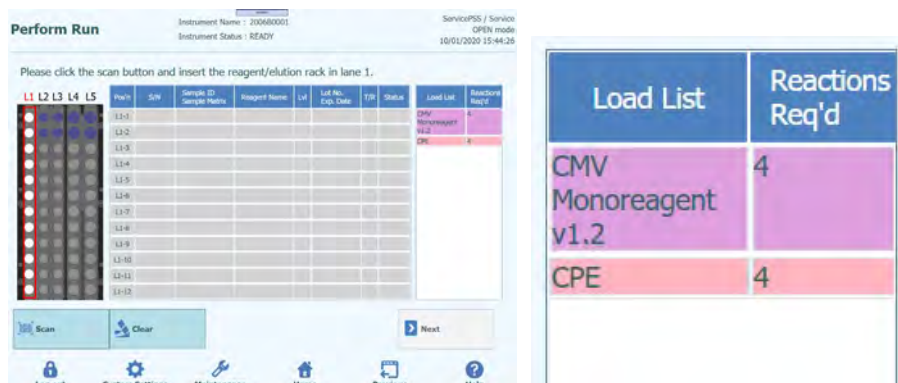 Perform Run
Instrument Name : 200680001
Instrument Status : READY
ServicePSS / Service
OPEN mode
10/01/2020 15:44:26
Please click the scan button and insert the reagent/elution rack in lane 1.
L1 L2 L3 L4 L5
Pos'n S/N Sample ID Sample Matrix Reagent Name Lvl Lot No. Exp. Date T/R Status
L1-1
L1-2
L1-3
L1-4
L1-5
L1-6
L1-7
L1-8
L1-9
L1-10
L1-11
L1-12
Load List Reactions Req'd
CMV 4
Monoreagent
v1.2
CPE 4
Scan
Clear
Next
Load List
Reactions
Req'd
CMV 4
Monoreagent
v1.2
CPE 4